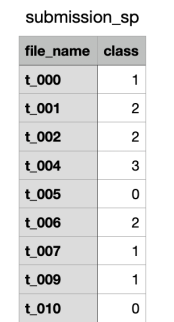 submission_sp
file_name class
t_000 1
t_001 2
t_002 2
t_004 3
t_005 0
t_006 2
t_007 1
t_009 1
t_010 0